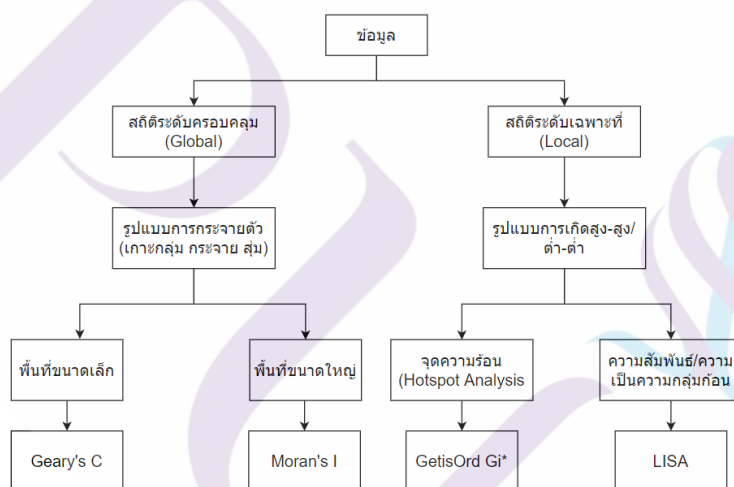 ข้อมูล
สถิติระดับครอบคลุม
(Global)
สถิติระดับเฉพาะที่
(Local)
รูปแบบการกระจายตัว
(เกาะกลุ่ม กระจาย สุ่ม)
รูปแบบการเกิดสูง-สูง/
ต่ำ-ต่ำ
พื้นที่ขนาดเล็ก
พื้นที่ขนาดใหญ่
จุดความร้อน
(Hotspot Analysis
ความสัมพันธ์/ความ
เป็นความกลุ่มก้อน
Geary's C
Moran's I
GetisOrd Gi*
LISA